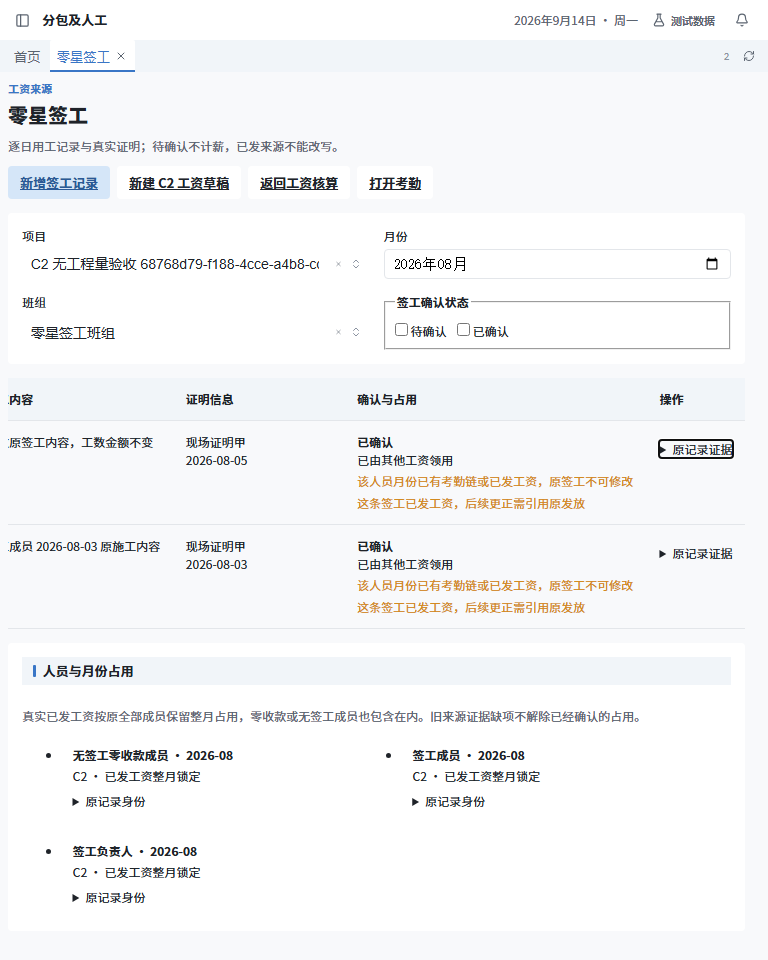 分包及人工
2026年9月14日 · 周一
测试数据
首页
零星签工
2
工资来源
零星签工
逐日用工记录与真实证明；待确认不计薪，已发来源不能改写。
新增签工记录
新建 C2 工资草稿
返回工资核算
打开考勤
项目
月份
C2 无工程量验收 68768d79-f188-4cce-a4b8-c
2026年08月
班组
签工确认状态
零星签工班组
待确认
已确认
内容
证明信息
确认与占用
操作
原签工内容，工数金额不变
现场证明甲
2026-08-05
已确认
已由其他工资领用
该人员月份已有考勤链或已发工资，原签工不可修改
这条签工已发工资，后续更正需引用原发放
原记录证据
成员 2026-08-03 原施工内容
现场证明甲
2026-08-03
已确认
已由其他工资领用
该人员月份已有考勤链或已发工资，原签工不可修改
这条签工已发工资，后续更正需引用原发放
原记录证据
人员与月份占用
真实已发工资按原全部成员保留整月占用，零收款或无签工成员也包含在内。旧来源证据缺项不解除已经确认的占用。
无签工零收款成员 · 2026-08
C2 · 已发工资整月锁定
原记录身份
签工成员 · 2026-08
C2 · 已发工资整月锁定
原记录身份
签工负责人 · 2026-08
C2 · 已发工资整月锁定
原记录身份